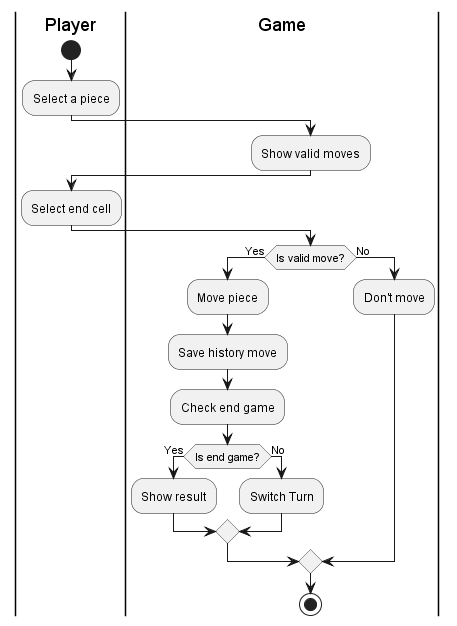 Player
Game
Select a piece
Show valid moves
Select end cell
Yes
Is valid move?
No
Move piece
Don't move
Save history move
Check end game
Yes
Is end game?
No
Show result
Switch Turn